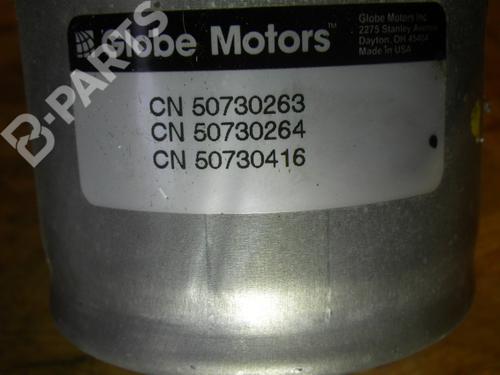 Globe Motors™
Globe Motors Inc
2275 Stanley Avenue
Dayton, OH 45404
Made in USA
CN 50730263
CN 50730264
CN 50730416
B-PARTS